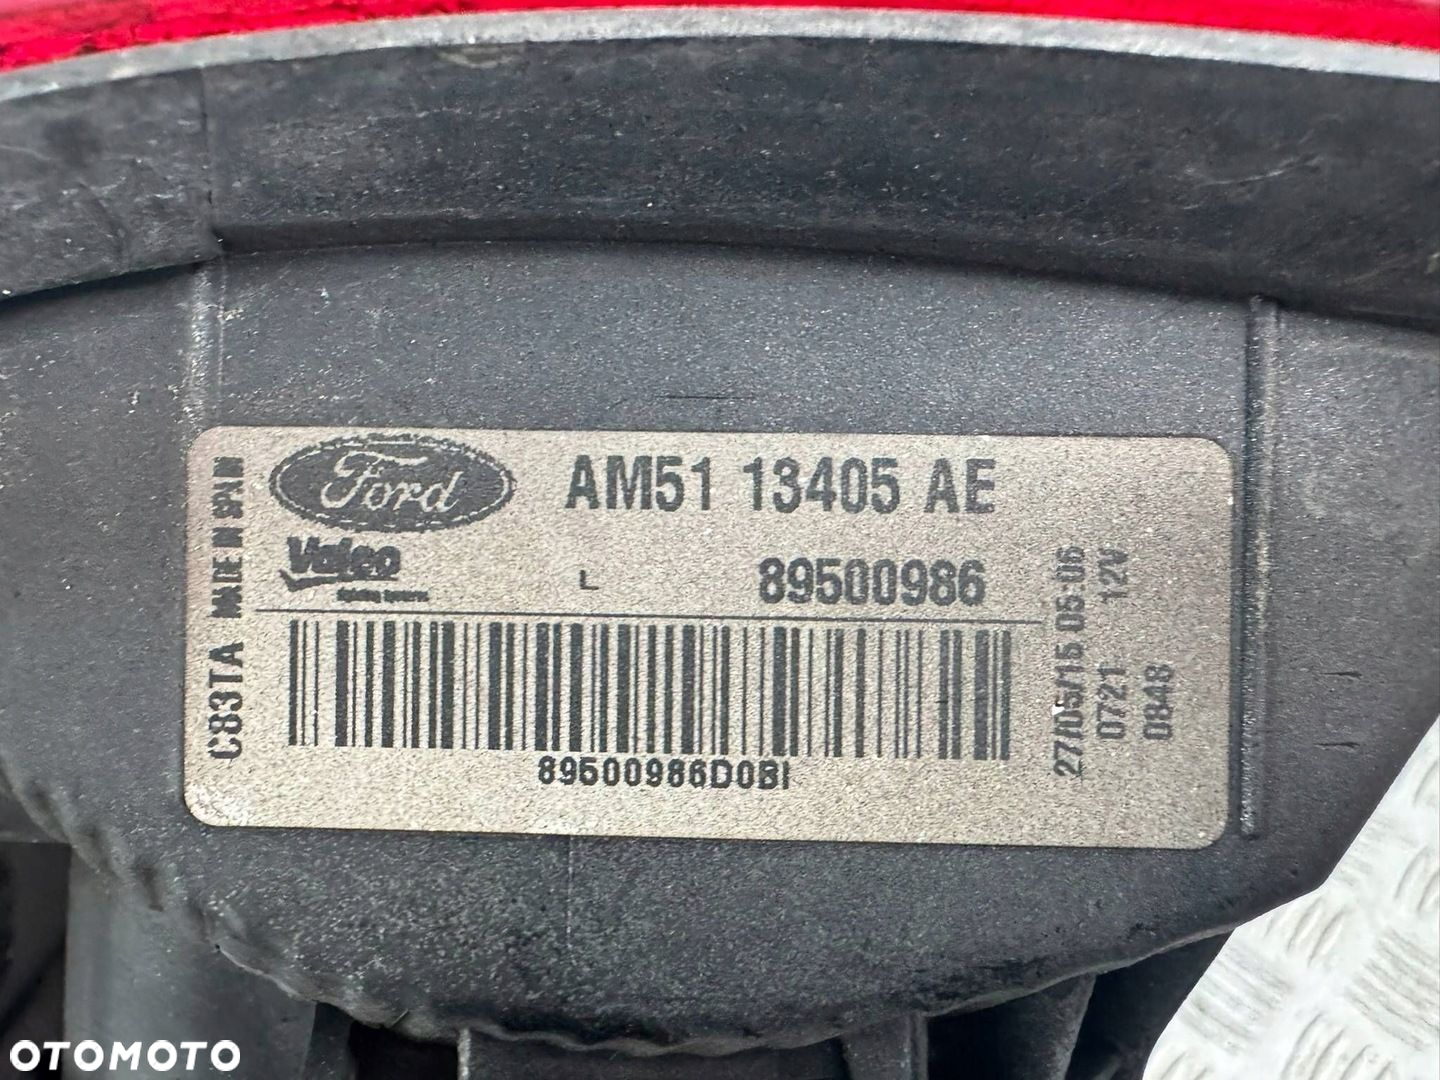 Ford
AM51 13405 AE
Valeo
L
89500986
89500986D0BI
C83TA MADE IN SPAIN
27/05/15 05:06
0721 12V
0848
OTOMOTO